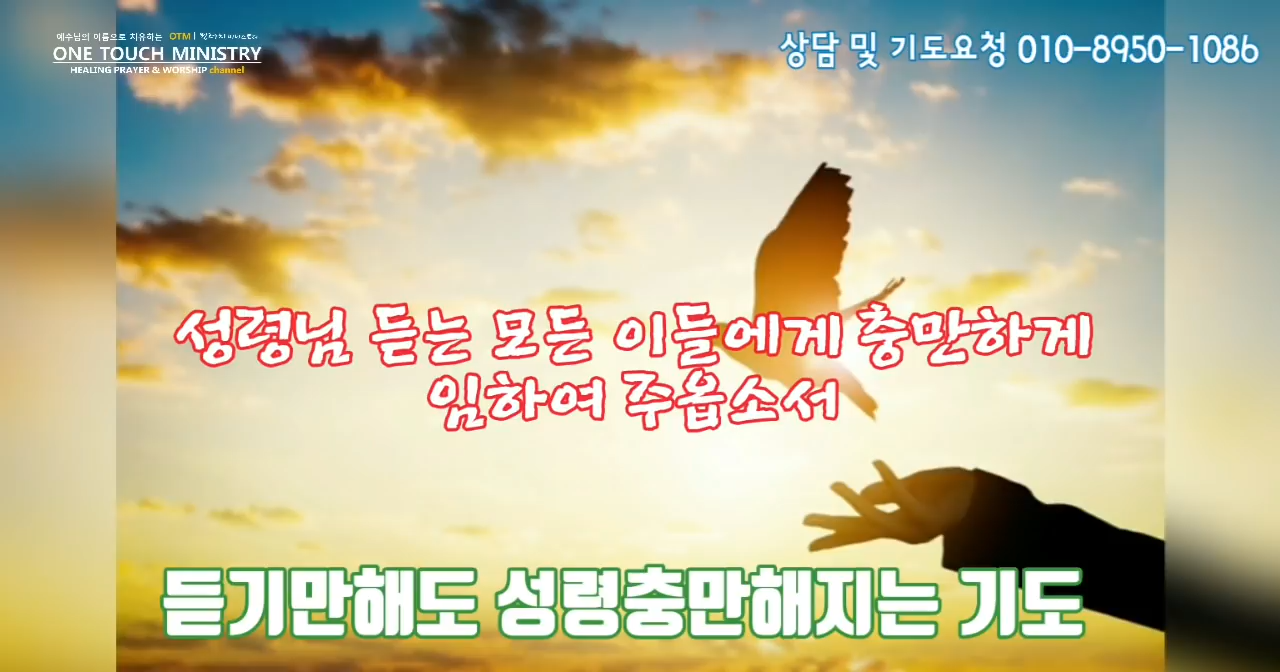 예수님의 이름으로 치유하는 OTM |
ONE TOUCH MINISTRY
HEALING PRAYER & WORSHIP channel
상담 및 기도요청 010-8950-1086
성령님 듣는 모든 이들에게 충만하게
임하여 주옵소서
듣기만해도 성령충만해지는 기도